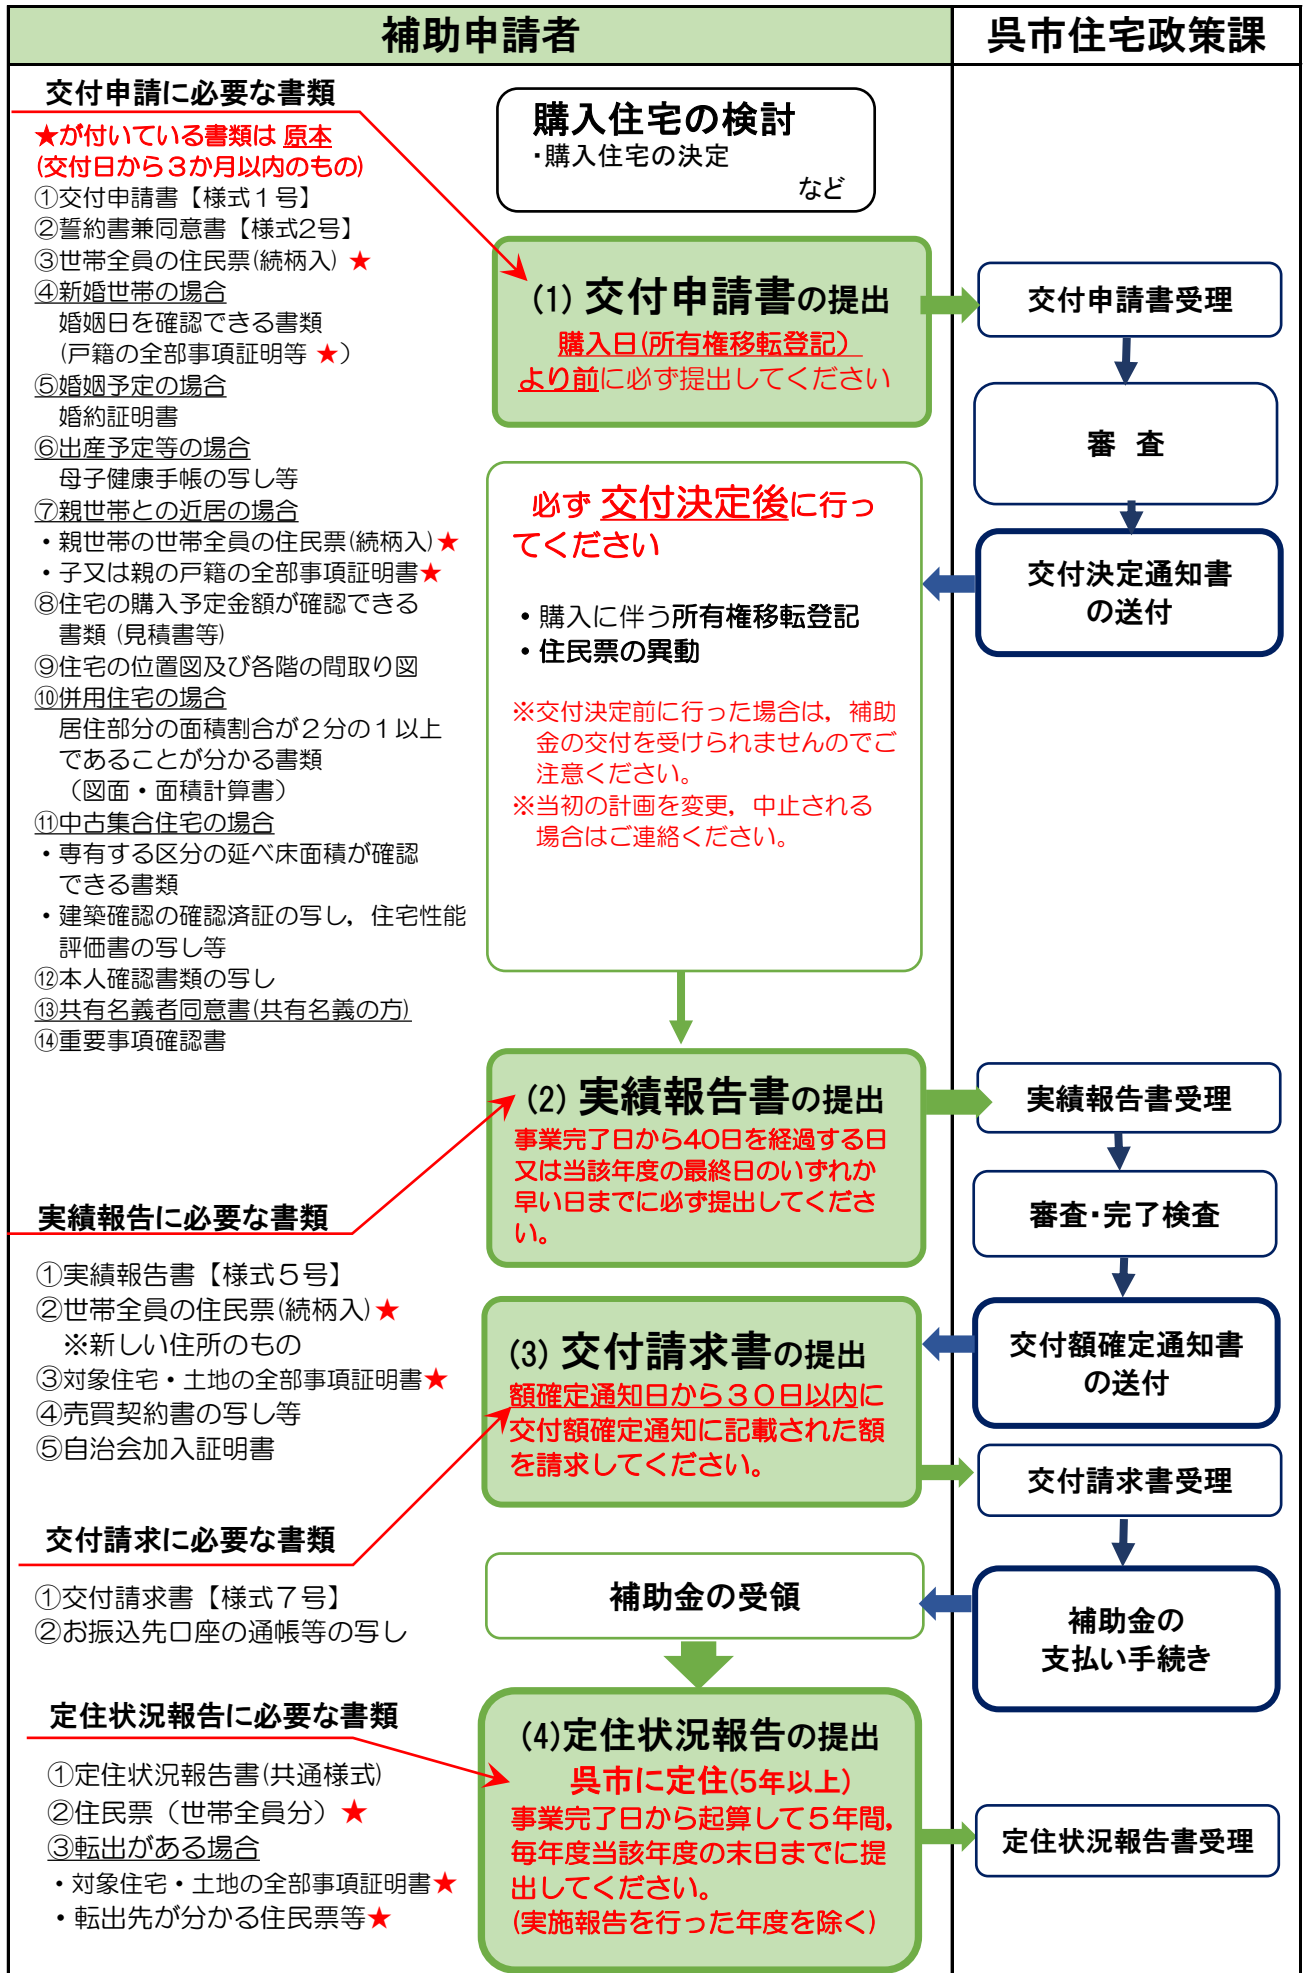 補助申請者
呉市住宅政策課
交付申請に必要な書類
★が付いている書類は 原本
(交付日から３か月以内のもの)
①交付申請書【様式１号】
②誓約書兼同意書【様式2号】
③世帯全員の住民票(続柄入) ★
④新婚世帯の場合
婚姻日を確認できる書類
(戸籍の全部事項証明等 ★）
⑤婚姻予定の場合
婚約証明書
⑥出産予定等の場合
母子健康手帳の写し等
⑦親世帯との近居の場合
・親世帯の世帯全員の住民票(続柄入)★
・子又は親の戸籍の全部事項証明書★
⑧住宅の購入予定金額が確認できる
書類 (見積書等)
⑨住宅の位置図及び各階の間取り図
⑩併用住宅の場合
居住部分の面積割合が２分の１以上
であることが分かる書類
（図面・面積計算書）
⑪中古集合住宅の場合
・専有する区分の延べ床面積が確認
できる書類
・建築確認の確認済証の写し，住宅性能
評価書の写し等
⑫本人確認書類の写し
⑬共有名義者同意書(共有名義の方)
⑭重要事項確認書
購入住宅の検討
・購入住宅の決定
など
(1) 交付申請書の提出
購入日(所有権移転登記）
より前に必ず提出してください
交付申請書受理
審 査
交付決定通知書
の送付
必ず 交付決定後に行っ
てください
・購入に伴う所有権移転登記
・住民票の異動
※交付決定前に行った場合は，補助
金の交付を受けられませんのでご
注意ください。
※当初の計画を変更，中止される
場合はご連絡ください。
(2) 実績報告書の提出
事業完了日から40日を経過する日
又は当該年度の最終日のいずれか
早い日までに必ず提出してくださ
い。
実績報告書受理
審査・完了検査
実績報告に必要な書類
①実績報告書【様式５号】
②世帯全員の住民票(続柄入)★
※新しい住所のもの
③対象住宅・土地の全部事項証明書★
④売買契約書の写し等
⑤自治会加入証明書
(3) 交付請求書の提出
額確定通知日から３０日以内に
交付額確定通知に記載された額
を請求してください。
交付額確定通知書
の送付
交付請求書受理
交付請求に必要な書類
①交付請求書【様式７号】
②お振込先口座の通帳等の写し
補助金の受領
補助金の
支払い手続き
定住状況報告に必要な書類
①定住状況報告書(共通様式)
②住民票（世帯全員分）★
③転出がある場合
・対象住宅・土地の全部事項証明書★
・転出先が分かる住民票等★
(4)定住状況報告の提出
呉市に定住(5年以上)
事業完了日から起算して５年間，
毎年度当該年度の末日までに提
出してください。
(実施報告を行った年度を除く)
定住状況報告書受理